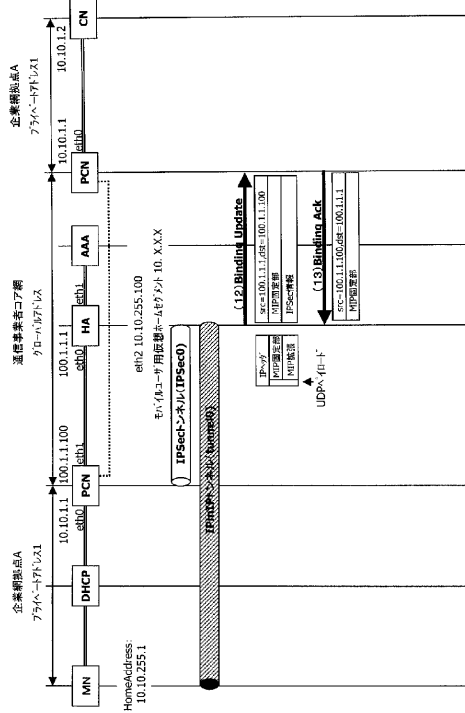 企業網拠点A
プライベートアドレス1
通信事業者コア網
グローバルアドレス
企業網拠点A
プライベートアドレス1
MN
DHCP
10.10.1.1
eth0
PCN
100.1.1.100
eth1
100.1.1.1
eth0
HA
eth1
AAA
PCN
10.10.1.1
eth0
10.10.1.2
CN
HomeAddress:
10.10.255.1
eth2 10.10.255.100
モバイルユーザ用仮想ホームセグメント 10. X.X.X
IPSecトンネル(IPSec0)
IPinIPトンネル(tunnel0)
(12)Binding Update
src=100.1.1.1,dst=100.1.1.100
MIP固定部
IPSec情報
IPヘッダ
MIP固定部
MIP拡張
UDPペイロード
(13)Binding Ack
src=100.1.1.100,dst=100.1.1.1
MIP固定部